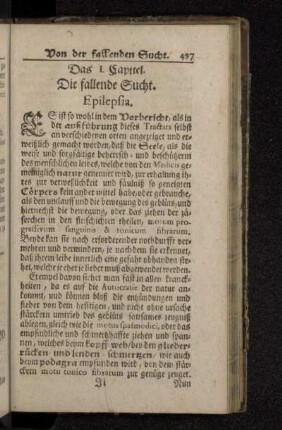 Von der fallenden Sucht. 497
Das I. Capitel.
Die fallende Sucht.
Epilepsia.
ES ist so wohl in dem Vorberichte, als in
der ausführung dieses Tractats selbst
an verschiedenen orten angezeiget und er-
weißlich gemacht worden, daß die Seele, als die
weise und sorgfältige beherrsch- und beschützerin
des menschlichen leibes, welche von den Medicis ge-
meiniglich natur genennet wird, zur erhaltung ih-
res zur verweßlichkeit und fäulniß so geneigten
Cörpers kein ander mittel habe oder gebrauche,
als den umlauff und die bewegung des geblüts, und
hiernechst die bewegung, oder das ziehen der zä-
serchen in den fleischichten theilen, motum pro-
gressivum sanguinis & tonicum fibrarum,
Beyde kan sie nach erfordernder nothdurfft ver-
mehren und vermindern, je nachdem sie erkennet,
daß ihrem leibe innerlich eine gefahr obhanden ste-
het, welche je eher je lieber muß abgewendet werden.
Exempel davon siehet man fast in allen kranck-
heiten, da es auf die Autocratie der natur an-
kommt, und können bloß die empfindungen und
fieber von dem letztern, und nicht ohne ursache
stärckern umtrieb des geblüts sattsames zeugniß
ablegen, gleich wie die motus spasmodici, oder das
empfindliche und schmertzhaffte ziehen und span-
nen, welches beym kopff-weh/ bey den glieder-
rücken- und lenden-schmertzen/ wie auch
beym podagra empfunden wird, von dem stär-
ckern motu tonico fibrarum zur genüge zeuget.
Ji Nun